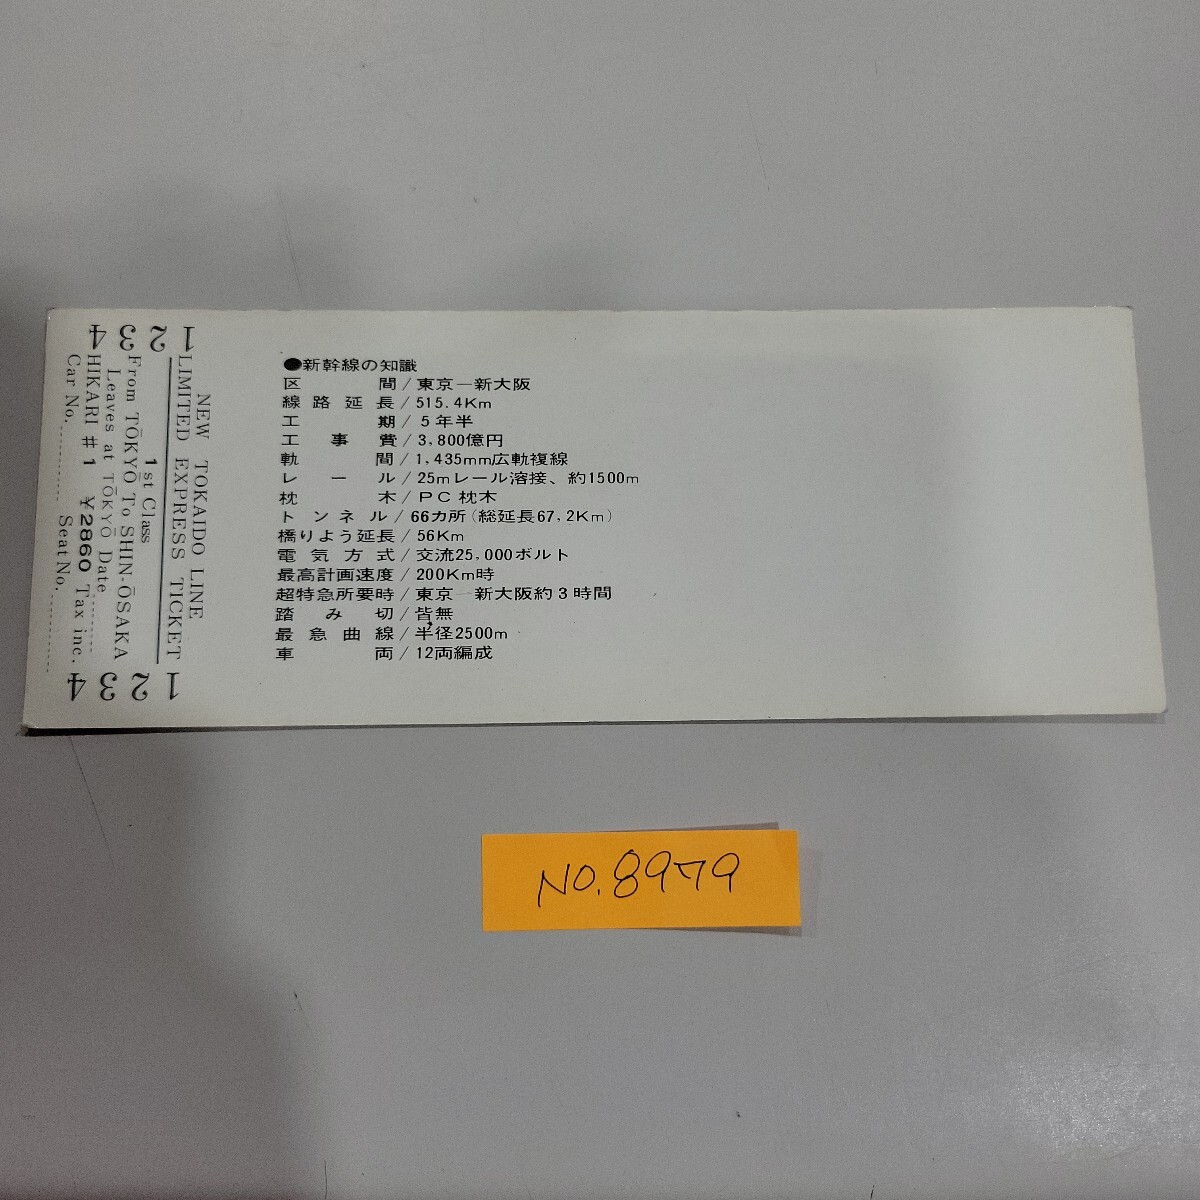 1 2 3 4
NEW TOKAIDO LINE
LIMITED EXPRESS TICKET
1st Class
From TŌKYŌ To SHIN-ŌSAKA
Leaves at TŌKYŌ Date
HIKARI #1 ¥2860 Tax inc.
Car No. Seat No.
1 2 3 4
●新幹線の知識
区間/東京—新大阪
線路延長/515.4Km
工期/5年半
工事費/3,800億円
軌間/1,435mm広軌複線
レール/25mレール溶接、約1500m
枕木/PC枕木
トンネル/66カ所(総延長67,2Km)
橋りよう延長/56Km
電気方式/交流25,000ボルト
最高計画速度/200Km時
超特急所要時/東京—新大阪約3時間
踏み切/皆無
最急曲線/半径2500m
車両/12両編成
NO.8979